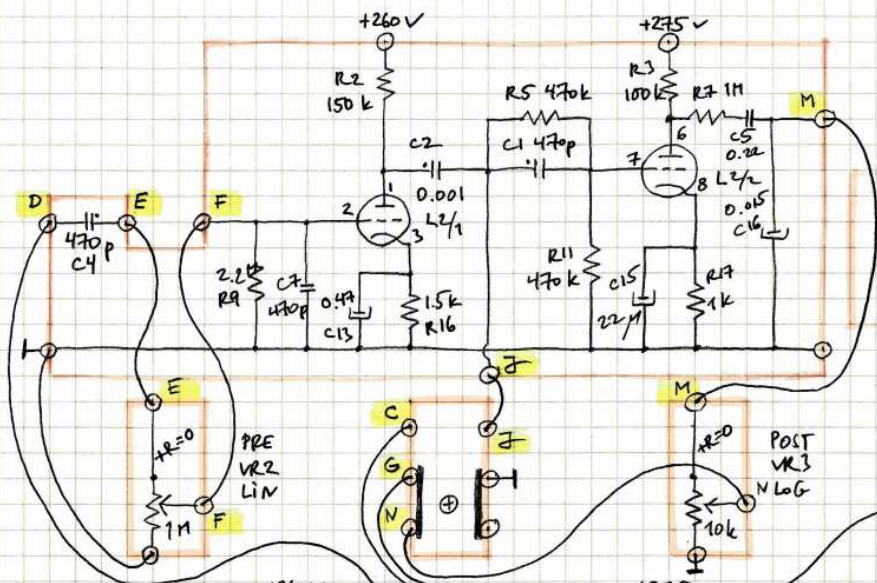 +260V
+275V
R2
150k
R5 470k
R3
100k
R7 1M
M
C2
C1 470p
C5
0.22
6
7
8
L2/2
0.001
L2/1
1
2
3
0.015
C16
D
E
F
470p
C4
2.2M
R9
C7
470p
0.47
C13
1.5k
R16
R11
470k
C15
22µ
R17
1k
E
+R=0
PRE
VR2
LIN
F
1M
C
G
N
J
J
M
+R=0
POST
VR3
LOG
N
10k